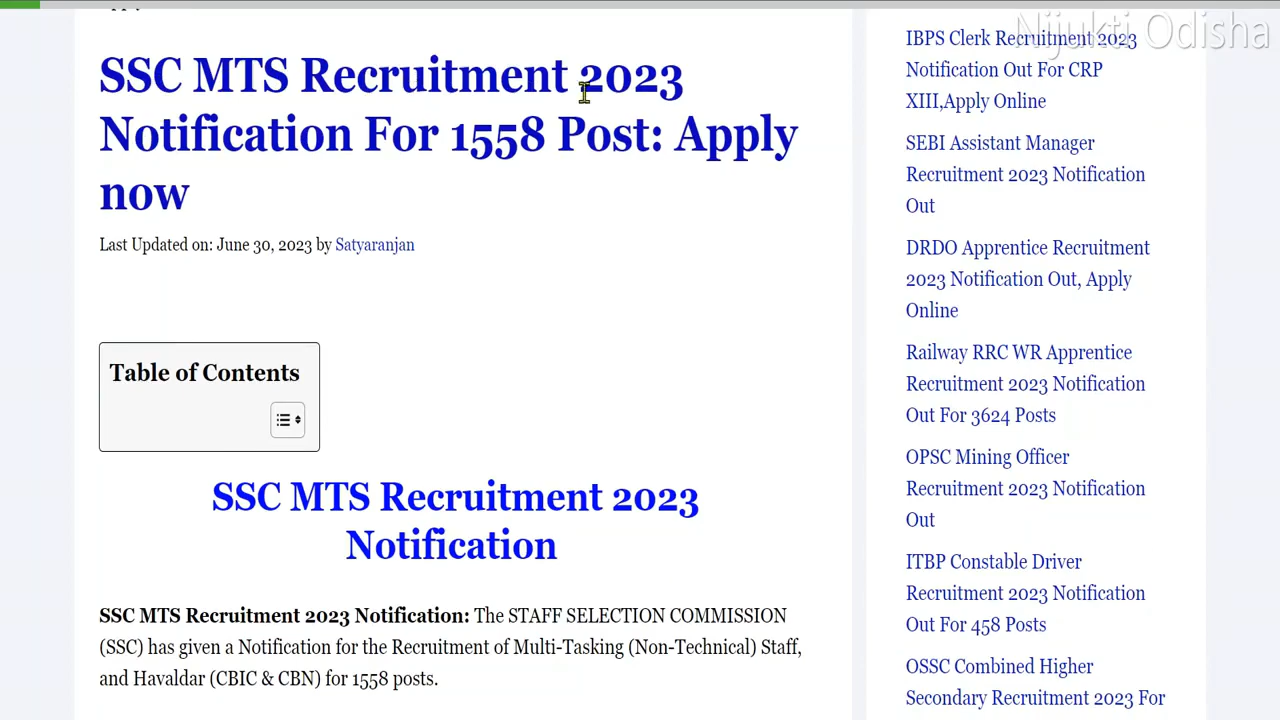 Nijukti Odisha
SSC MTS Recruitment 2023
Notification For 1558 Post: Apply
now
Last Updated on: June 30, 2023 by Satyaranjan
Table of Contents
SSC MTS Recruitment 2023
Notification
SSC MTS Recruitment 2023 Notification: The STAFF SELECTION COMMISSION
(SSC) has given a Notification for the Recruitment of Multi-Tasking (Non-Technical) Staff,
and Havaldar (CBIC & CBN) for 1558 posts.
IBPS Clerk Recruitment 2023
Notification Out For CRP
XIII,Apply Online
SEBI Assistant Manager
Recruitment 2023 Notification
Out
DRDO Apprentice Recruitment
2023 Notification Out, Apply
Online
Railway RRC WR Apprentice
Recruitment 2023 Notification
Out For 3624 Posts
OPSC Mining Officer
Recruitment 2023 Notification
Out
ITBP Constable Driver
Recruitment 2023 Notification
Out For 458 Posts
OSSC Combined Higher
Secondary Recruitment 2023 For